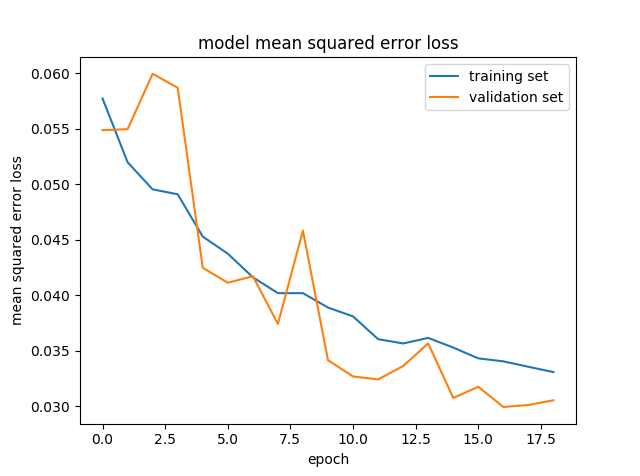 model mean squared error loss
training set
validation set
0.060
0.055
0.050
0.045
0.040
0.035
0.030
mean squared error loss
0.0 2.5 5.0 7.5 10.0 12.5 15.0 17.5
epoch